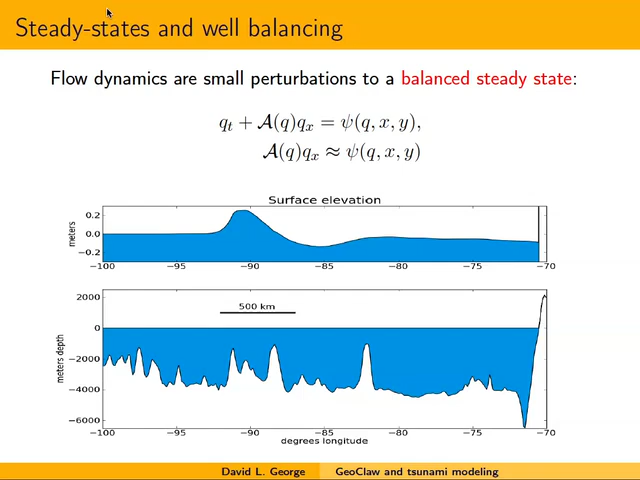 Steady-states and well balancing
Flow dynamics are small perturbations to a balanced steady state:
q_t + 𝒜(q)q_x = ψ(q, x, y),
𝒜(q)q_x ≈ ψ(q, x, y)
Surface elevation
meters
0.2
0.0
−0.2
−100 −95 −90 −85 −80 −75 −70
500 km
meters depth
2000
0
−2000
−4000
−6000
−100 −95 −90 −85 −80 −75 −70
degrees longitude
David L. George GeoClaw and tsunami modeling